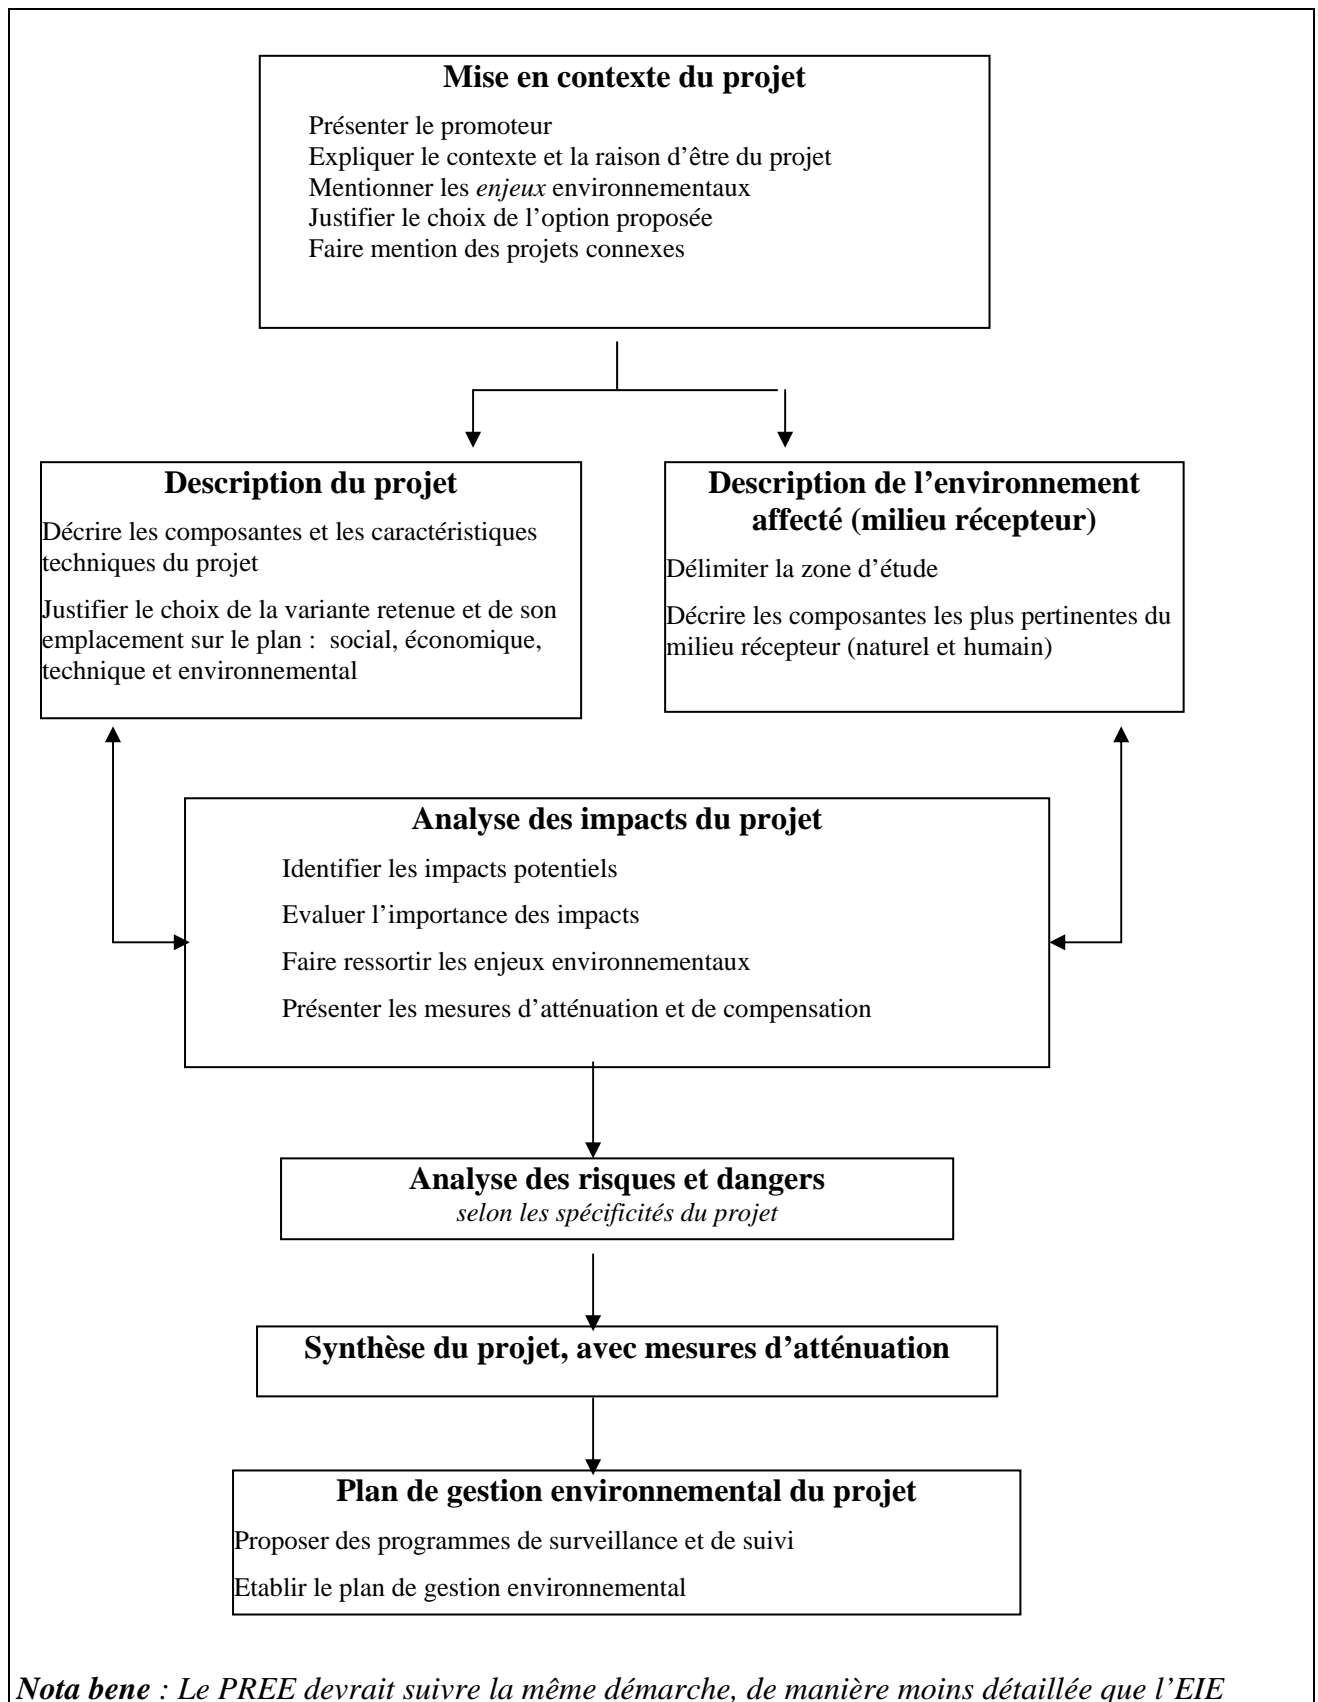 Mise en contexte du projet
Présenter le promoteur
Expliquer le contexte et la raison d’être du projet
Mentionner les enjeux environnementaux
Justifier le choix de l’option proposée
Faire mention des projets connexes
Description du projet
Décrire les composantes et les caractéristiques
techniques du projet
Justifier le choix de la variante retenue et de son
emplacement sur le plan : social, économique,
technique et environnemental
Description de l’environnement
affecté (milieu récepteur)
Délimiter la zone d’étude
Décrire les composantes les plus pertinentes du
milieu récepteur (naturel et humain)
Analyse des impacts du projet
Identifier les impacts potentiels
Evaluer l’importance des impacts
Faire ressortir les enjeux environnementaux
Présenter les mesures d’atténuation et de compensation
Analyse des risques et dangers
selon les spécificités du projet
Synthèse du projet, avec mesures d’atténuation
Plan de gestion environnemental du projet
Proposer des programmes de surveillance et de suivi
Etablir le plan de gestion environnemental
Nota bene : Le PREE devrait suivre la même démarche, de manière moins détaillée que l’EIE